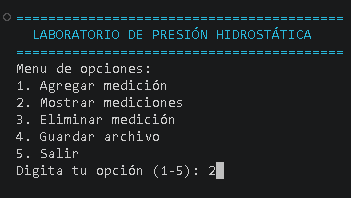 ========================================
LABORATORIO DE PRESIÓN HIDROSTÁTICA
========================================
Menu de opciones:
1. Agregar medición
2. Mostrar mediciones
3. Eliminar medición
4. Guardar archivo
5. Salir
Digita tu opción (1-5): 2